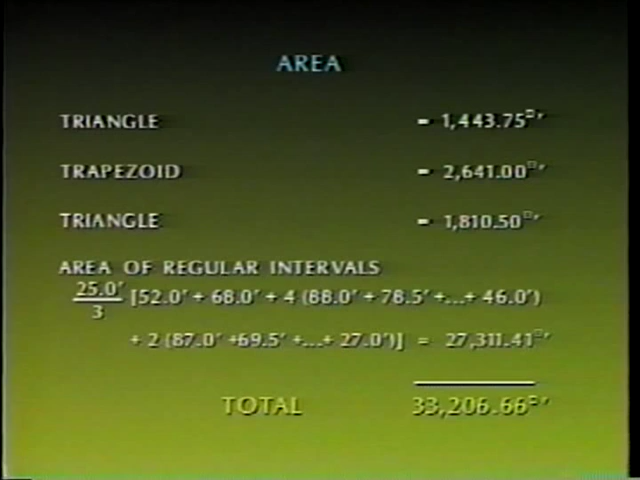 AREA
TRIANGLE = 1,443.75□'
TRAPEZOID = 2,641.00□'
TRIANGLE = 1,810.50□'
AREA OF REGULAR INTERVALS
25.0'/3 [52.0' + 68.0' + 4 (88.0' + 78.5' +...+ 46.0')
+ 2 (87.0' +69.5' +...+ 27.0')] = 27,311.41□'
TOTAL 33,206.66□'